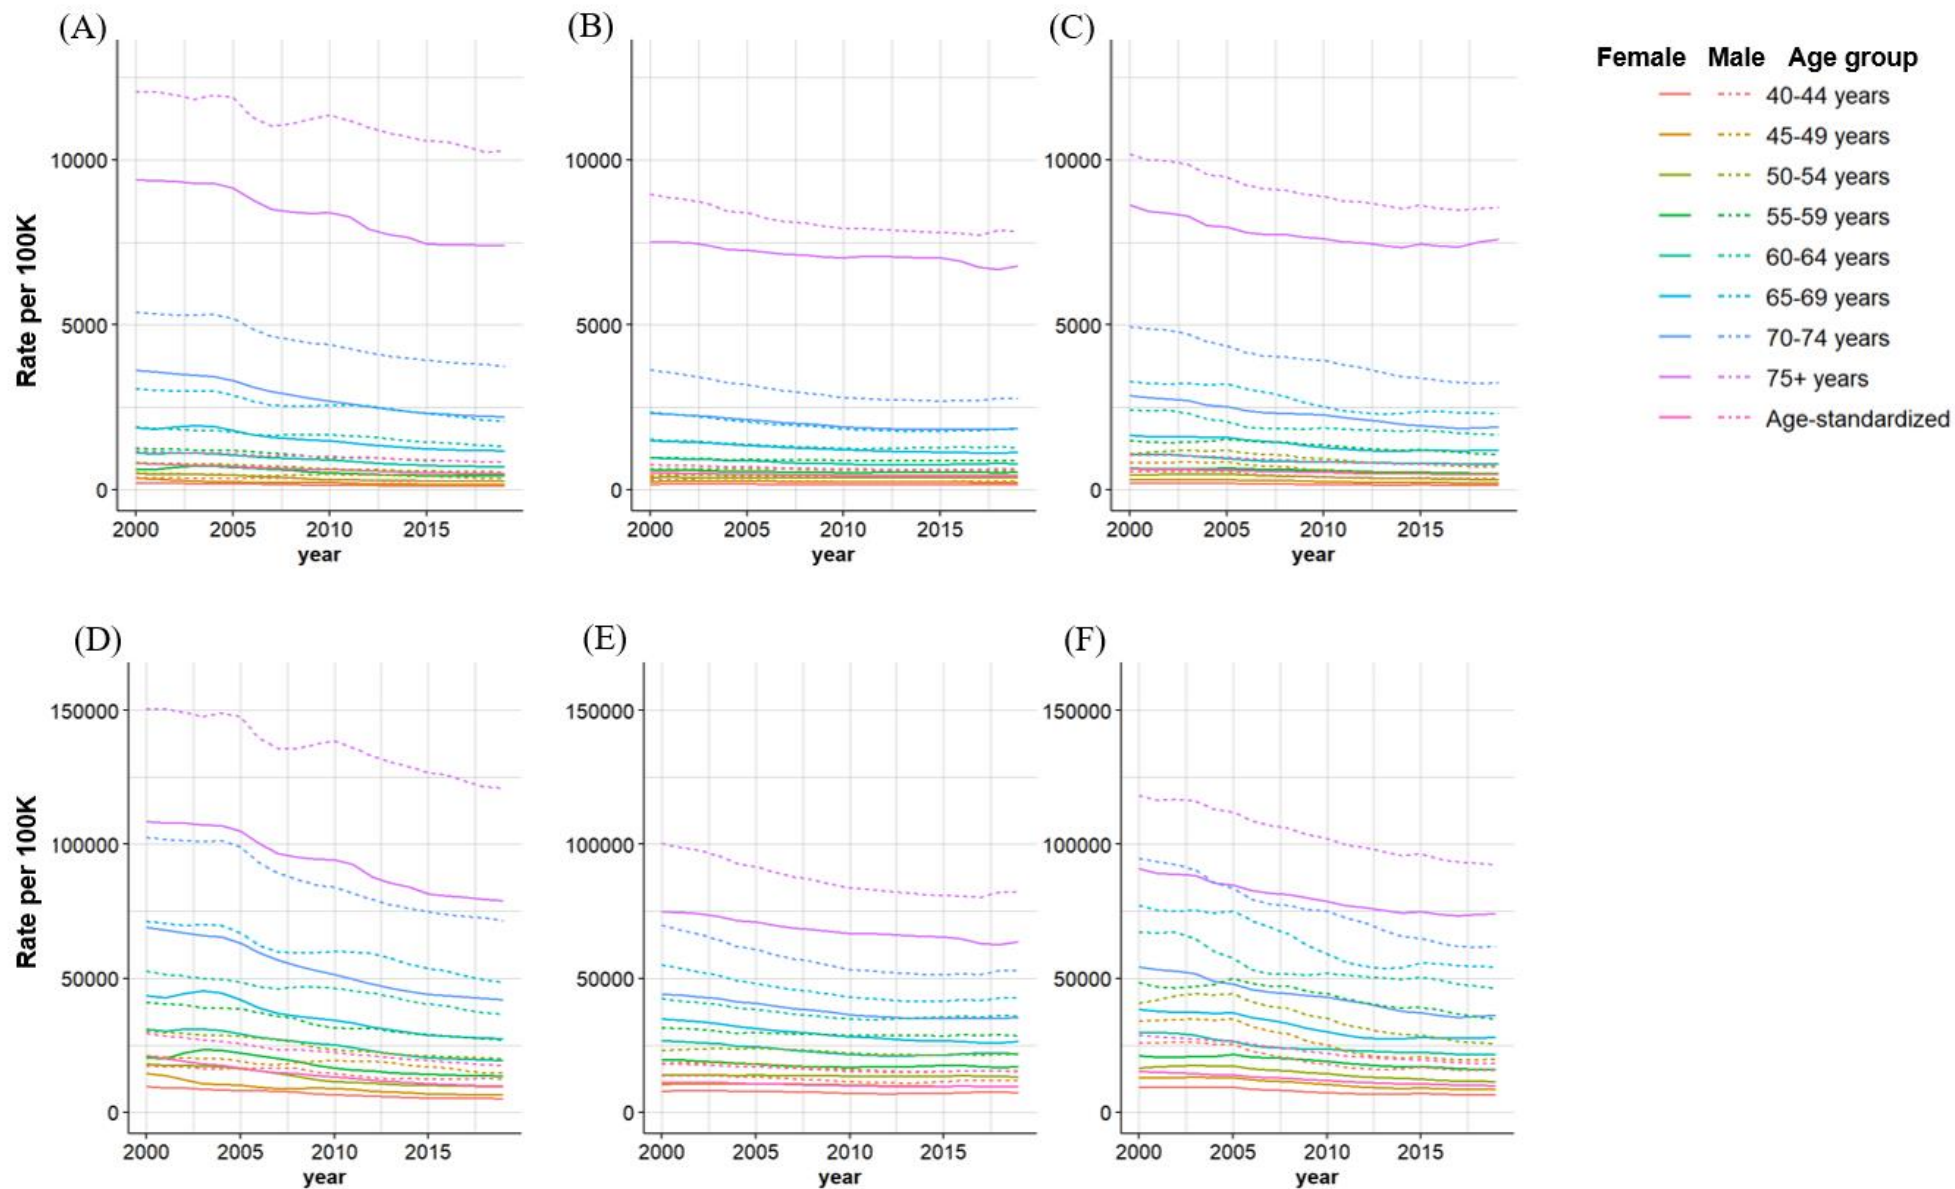 (A)
(B)
(C)
Female Male Age group
40-44 years
45-49 years
50-54 years
55-59 years
60-64 years
65-69 years
70-74 years
75+ years
Age-standardized
Rate per 100K
10000
5000
0
2000 2005 2010 2015
year
10000
5000
0
2000 2005 2010 2015
year
10000
5000
0
2000 2005 2010 2015
year
(D)
(E)
(F)
Rate per 100K
150000
100000
50000
0
2000 2005 2010 2015
year
150000
100000
50000
0
2000 2005 2010 2015
year
150000
100000
50000
0
2000 2005 2010 2015
year